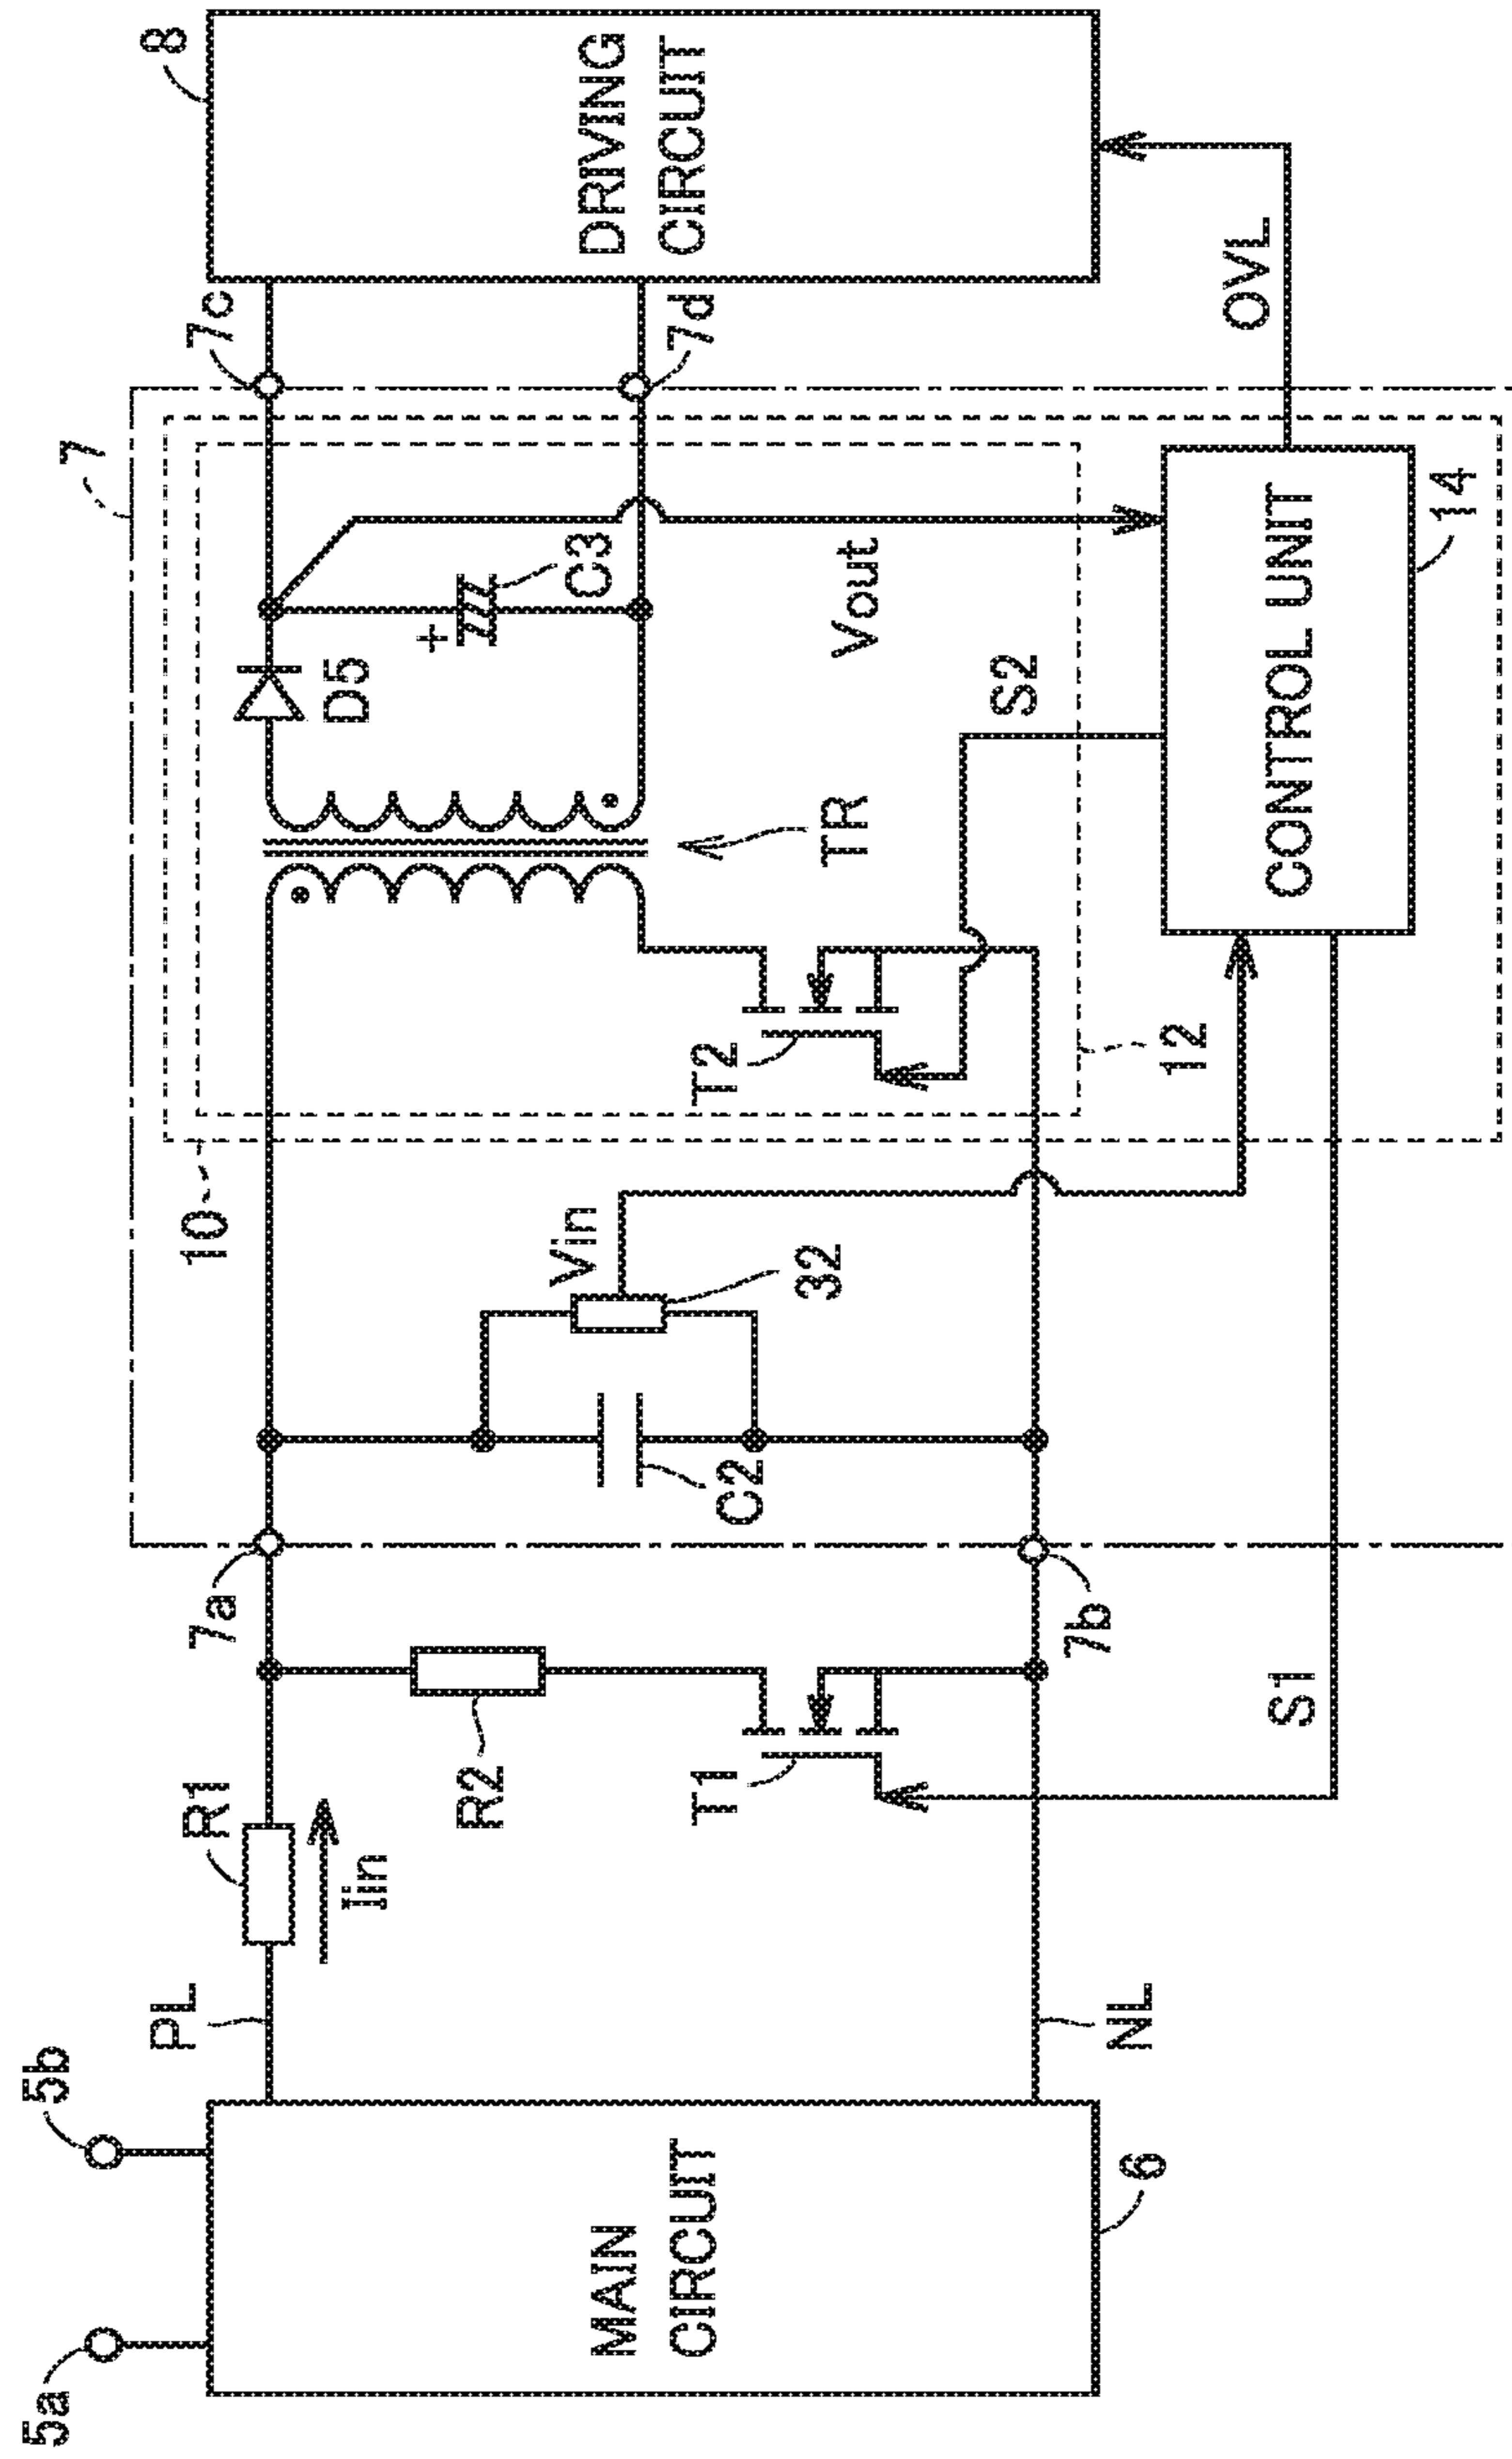 5a
5b
MAIN
CIRCUIT
6
PL
NL
R1
Iin
R2
T1
S1
7a
7b
C2
32
Vin
10
12
T2
TR
S2
D5
C3
+
Vout
CONTROL UNIT
14
7
7c
7d
OVL
8
DRIVING
CIRCUIT